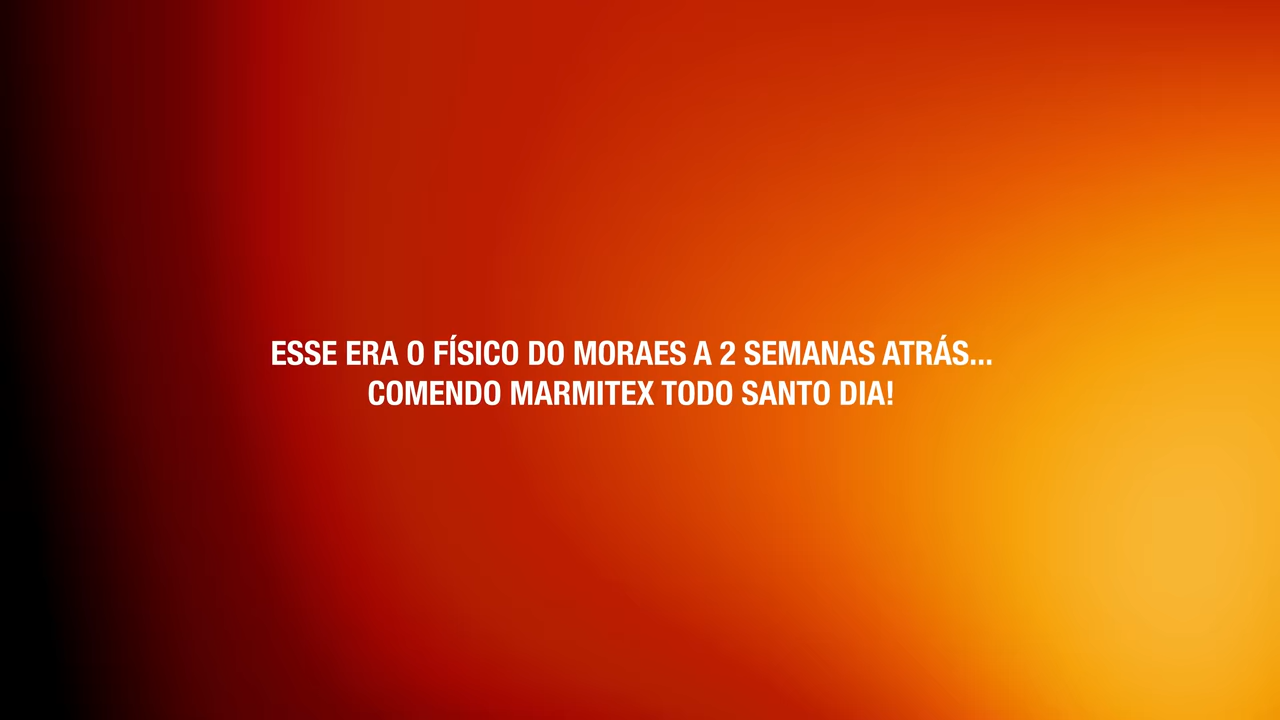 ESSE ERA O FÍSICO DO MORAES A 2 SEMANAS ATRÁS...
COMENDO MARMITEX TODO SANTO DIA!